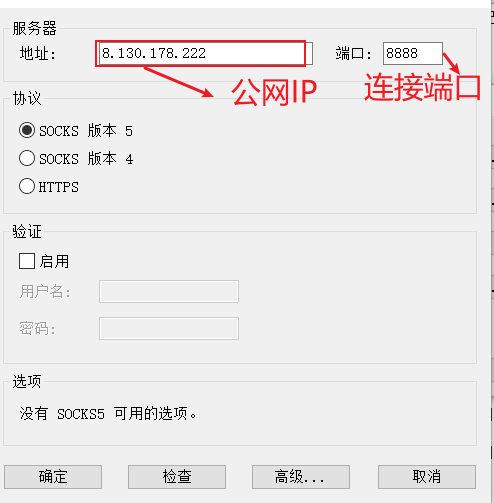 服务器
地址: 8.130.178.222 端口: 8888
公网IP 连接端口
协议
SOCKS 版本 5
SOCKS 版本 4
HTTPS
验证
启用
用户名:
密码:
选项
没有 SOCKS5 可用的选项。
确定 检查 高级... 取消